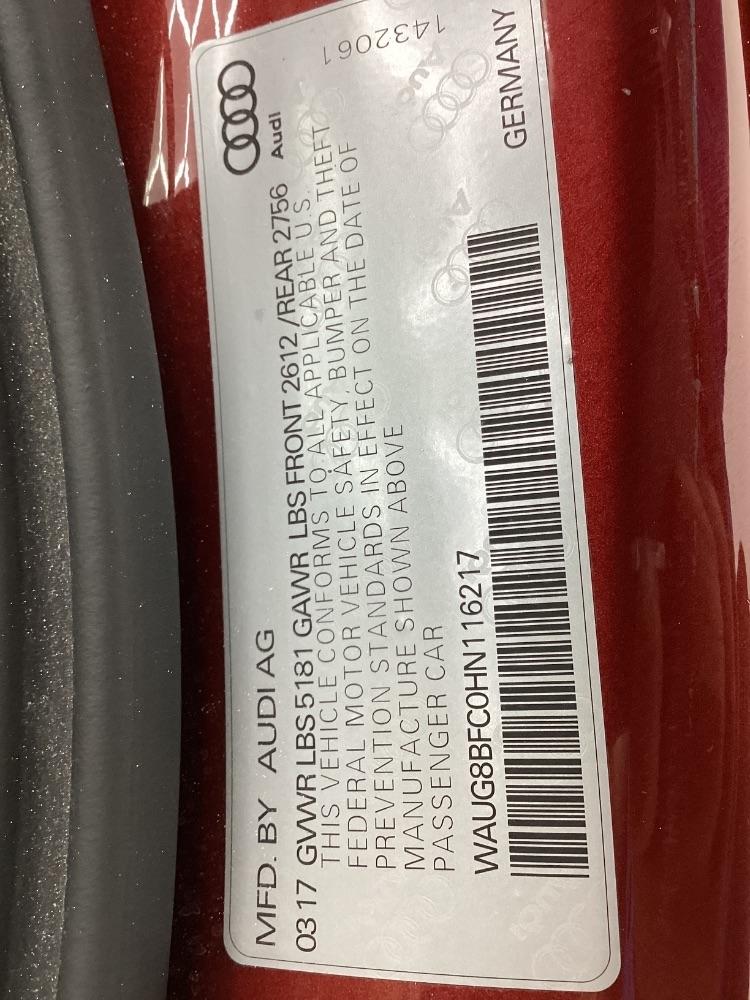 MFD. BY AUDI AG
Audi
03 17 GVWR LBS 5181 GAWR LBS FRONT 2612 /REAR 2756
THIS VEHICLE CONFORMS TO ALL APPLICABLE U.S.
FEDERAL MOTOR VEHICLE SAFETY, BUMPER AND THEFT
PREVENTION STANDARDS IN EFFECT ON THE DATE OF
MANUFACTURE SHOWN ABOVE
PASSENGER CAR
WAUG8BFC0HN116217
GERMANY
1432061
Audi